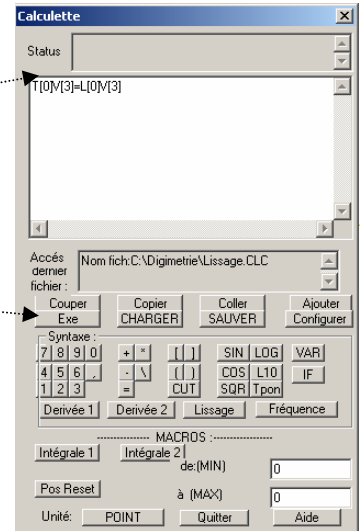 Calculette
Status
T[0]V[3]=L[0]V[3]
Accés dernier fichier :
Nom fich:C:\Digimetrie\Lissage.CLC
Couper Copier Coller Ajouter
Exe CHARGER SAUVER Configurer
Syntaxe :
7 8 9 0 + * [ ] SIN LOG VAR
4 5 6 , - \ ( ) COS L10 IF
1 2 3 = CUT SQR Tpon
Derivée 1 Derivée 2 Lissage Fréquence
MACROS :
Intégrale 1 Intégrale 2
de:(MIN) 0
Pos Reset
à (MAX) 0
Unité: POINT Quitter Aide